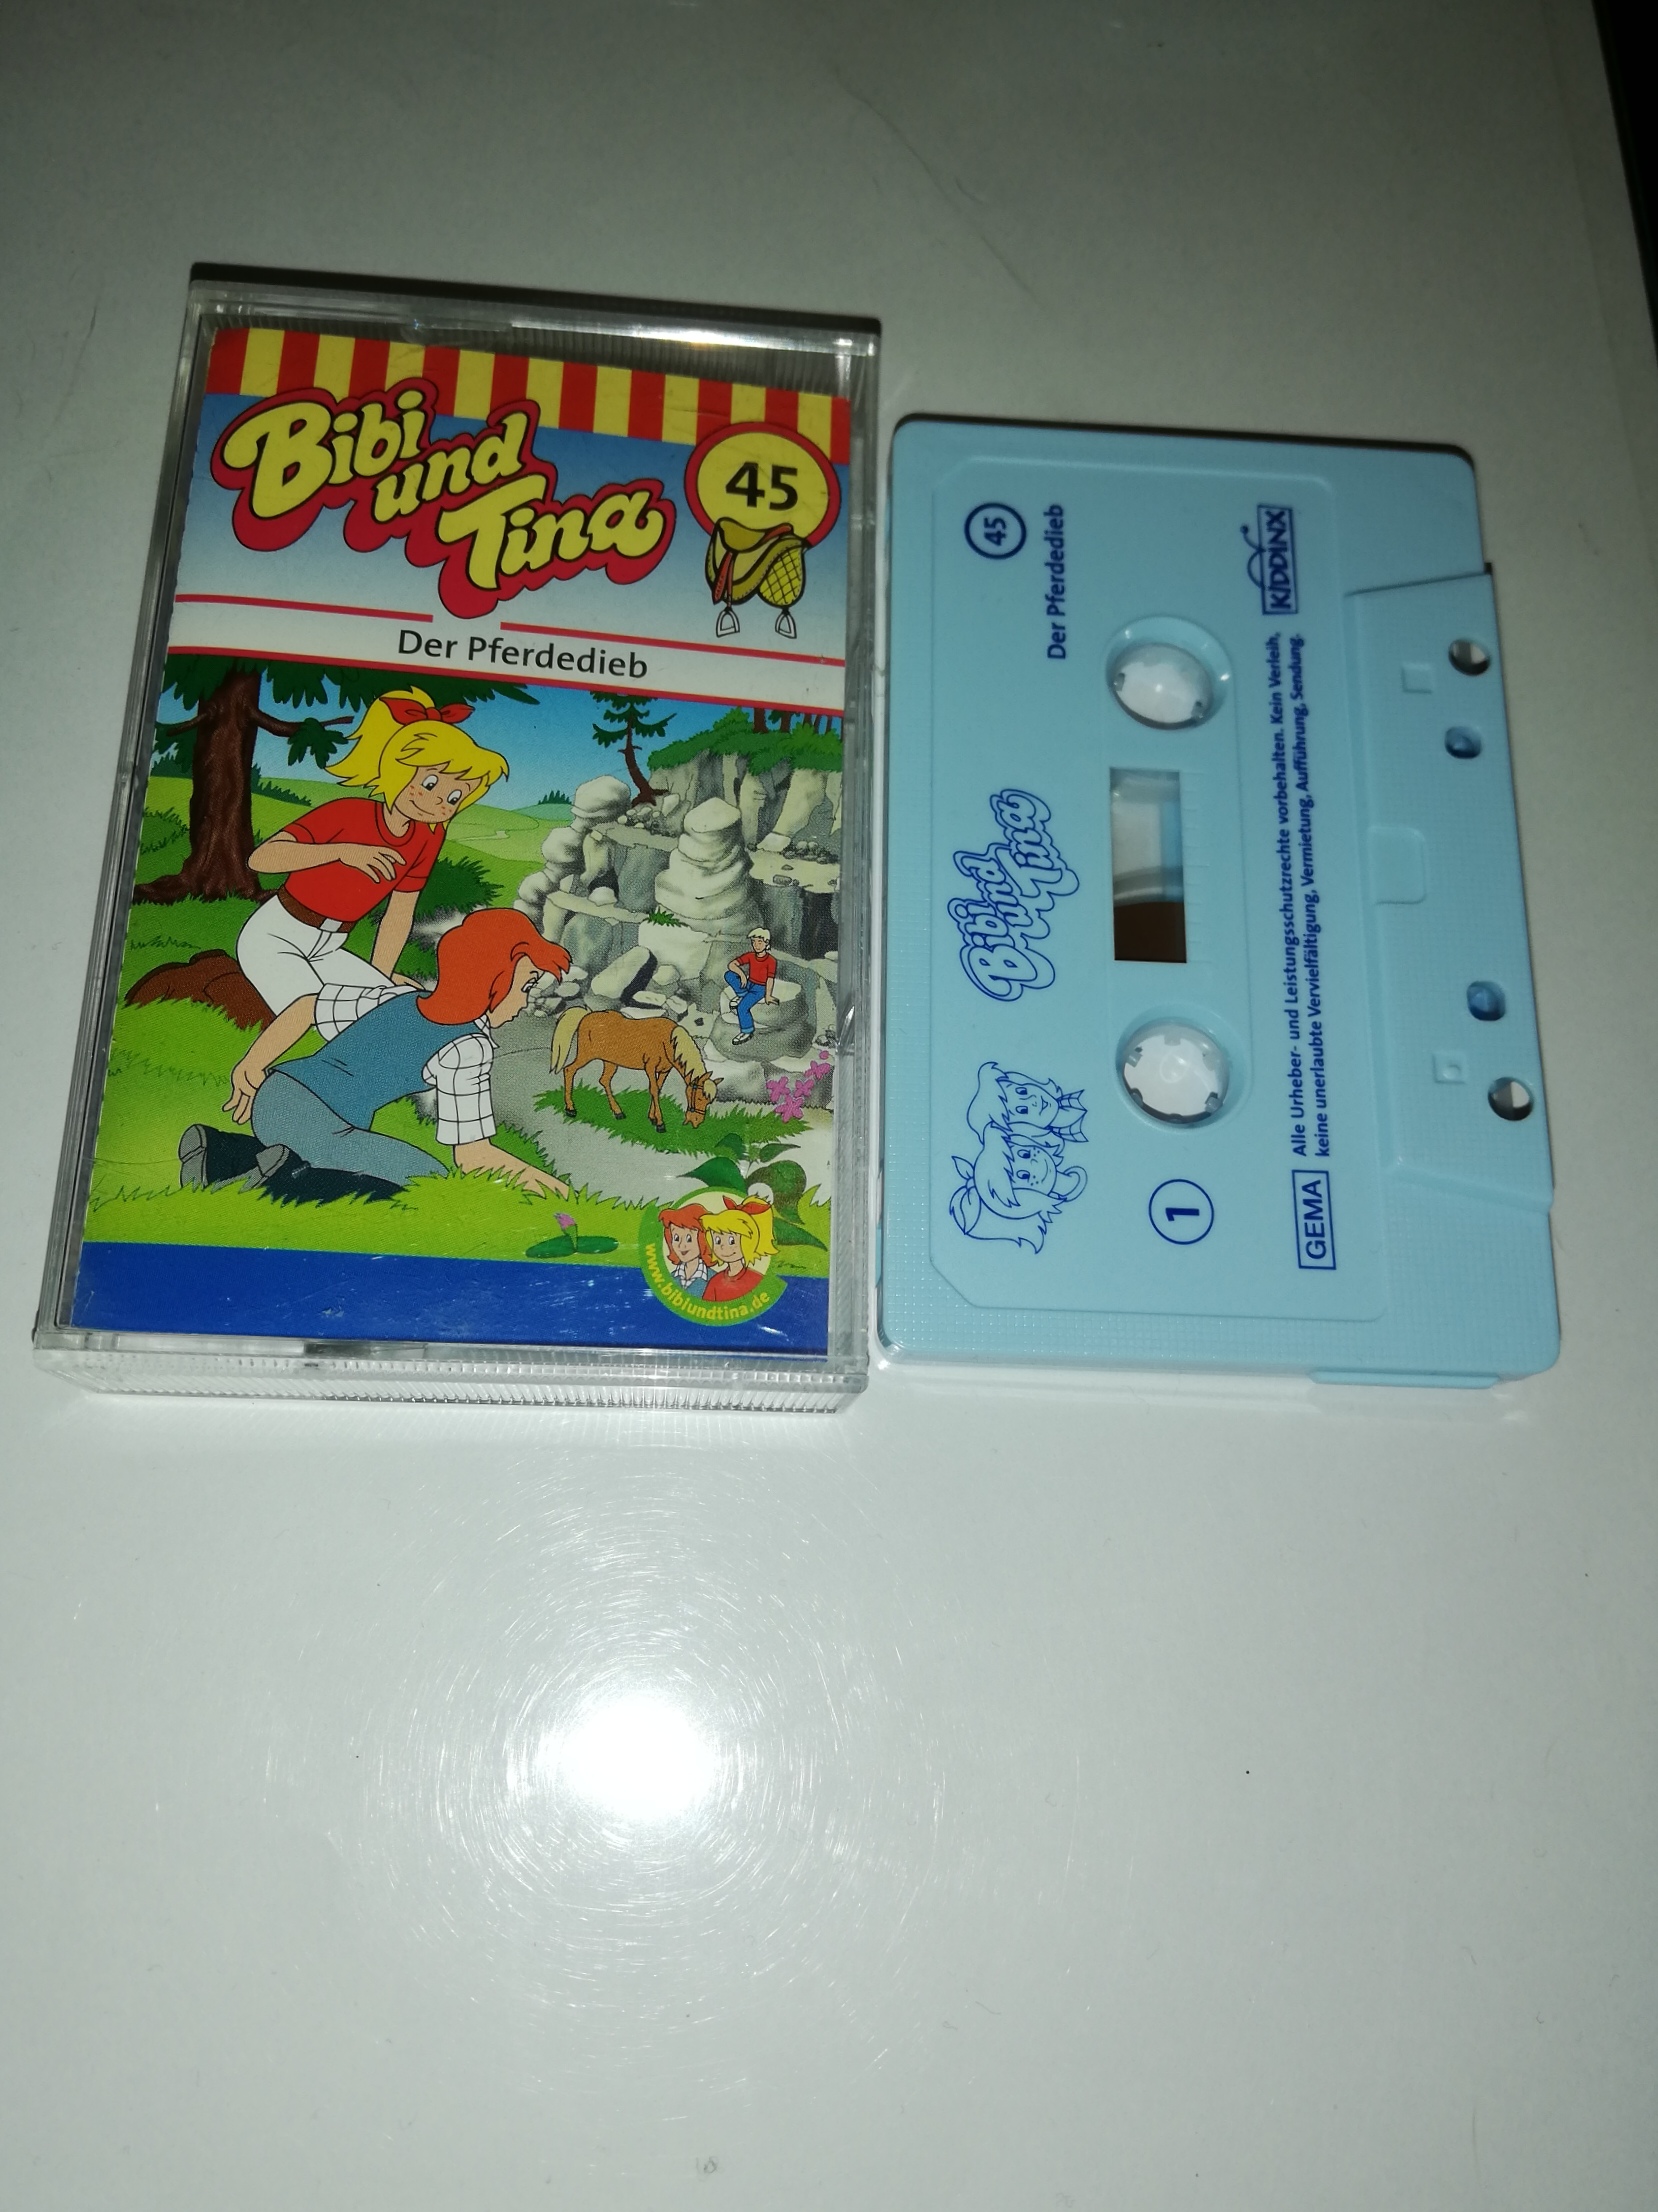 Bibi
und
Tina
45
Der Pferdedieb
www.bibiundtina.de
45
Der Pferdedieb
Bibi
und
Tina
1
KIDDINX
GEMA
Alle Urheber- und Leistungsschutzrechte vorbehalten. Kein Verleih,
keine unerlaubte Vervielfältigung, Vermietung, Aufführung, Sendung.